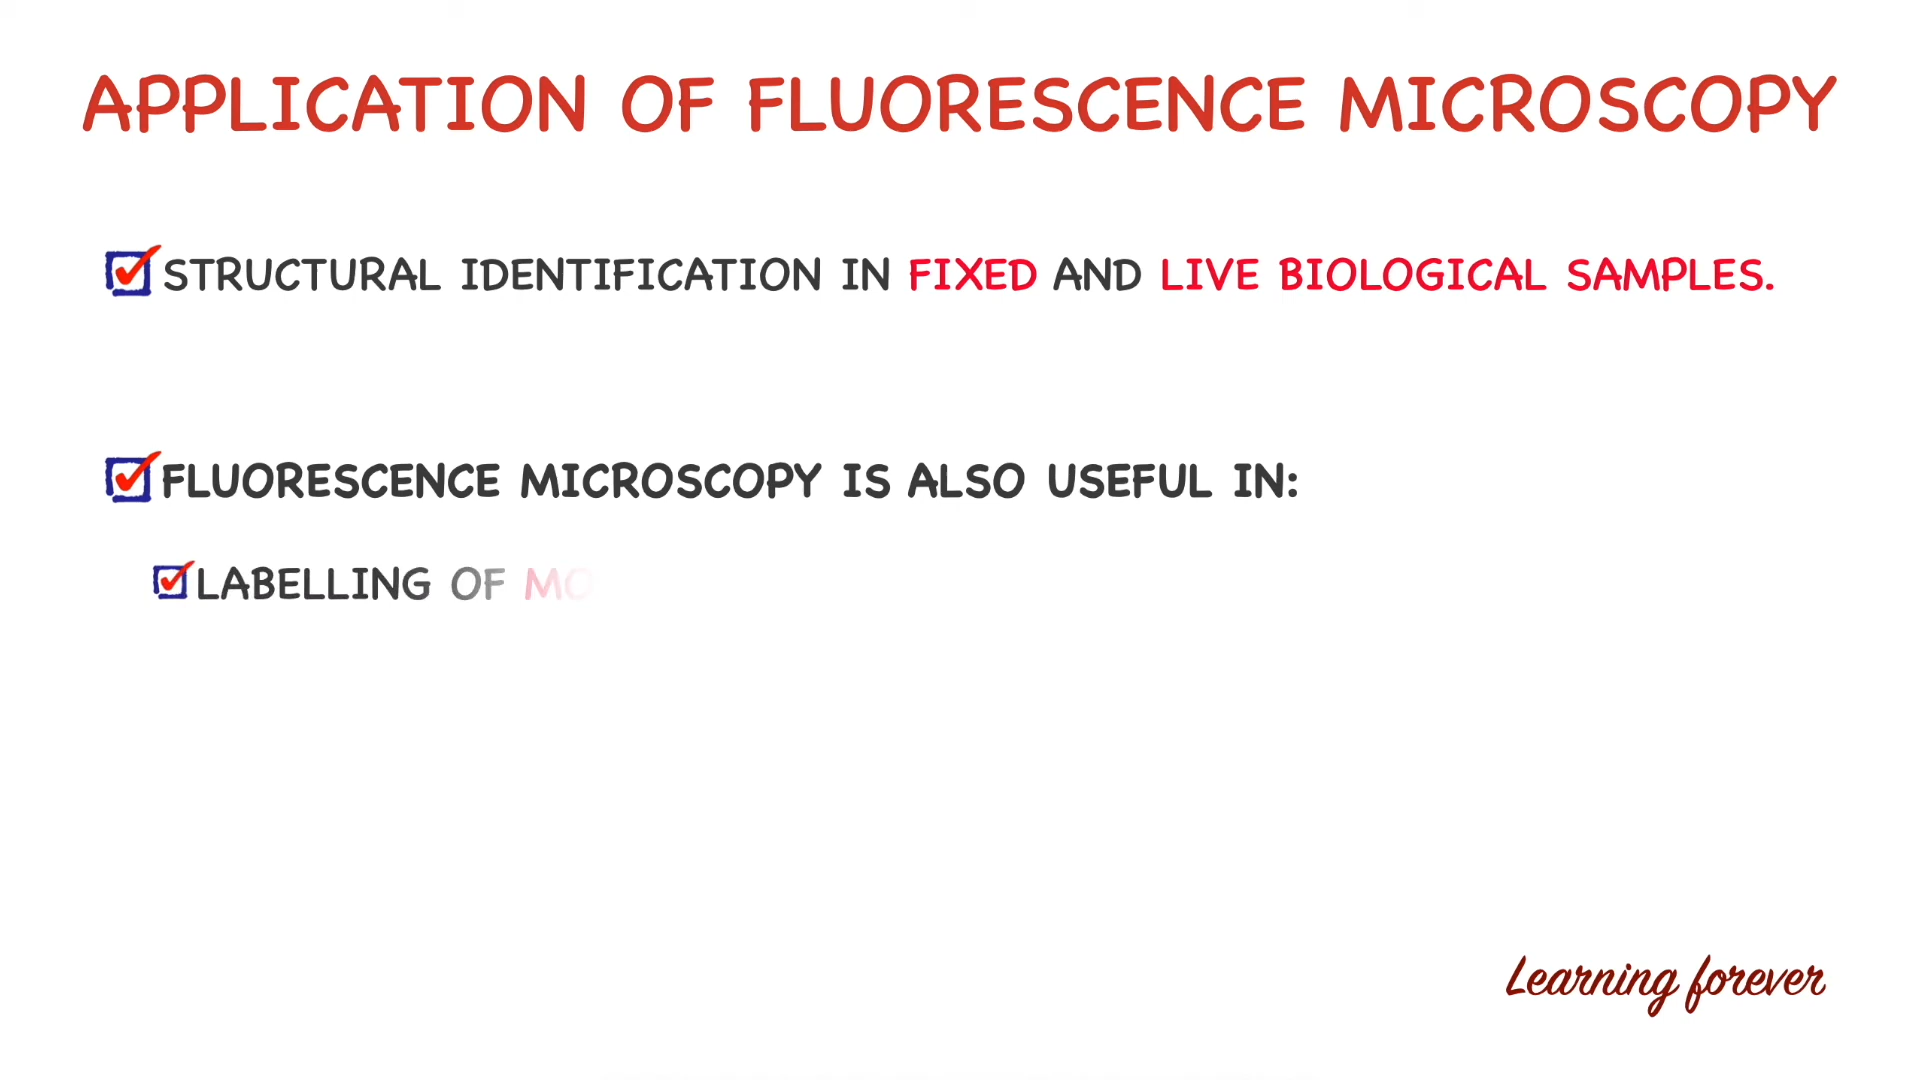 APPLICATION OF FLUORESCENCE MICROSCOPY
STRUCTURAL IDENTIFICATION IN FIXED AND LIVE BIOLOGICAL SAMPLES.
FLUORESCENCE MICROSCOPY IS ALSO USEFUL IN:
LABELLING OF
Learning forever